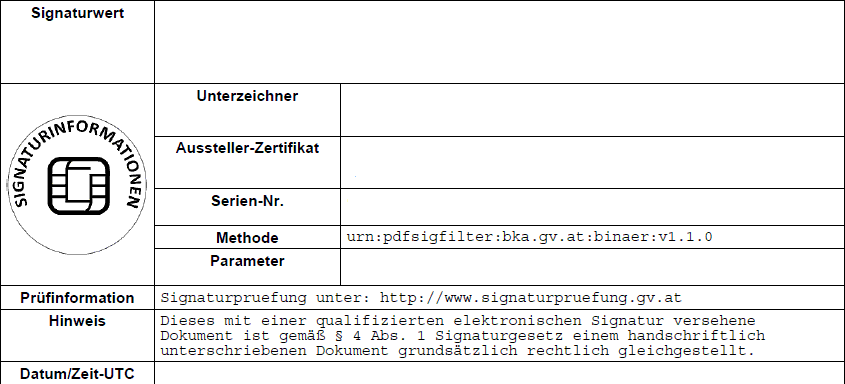 Signaturwert
SIGNATURINFORMATIONEN
Unterzeichner
Aussteller-Zertifikat
Serien-Nr.
Methode urn:pdfsigfilter:bka.gv.at:binaer:v1.1.0
Parameter
Prüfinformation Signaturpruefung unter: http://www.signaturpruefung.gv.at
Hinweis Dieses mit einer qualifizierten elektronischen Signatur versehene
Dokument ist gemäß § 4 Abs. 1 Signaturgesetz einem handschriftlich
unterschriebenen Dokument grundsätzlich rechtlich gleichgestellt.
Datum/Zeit-UTC